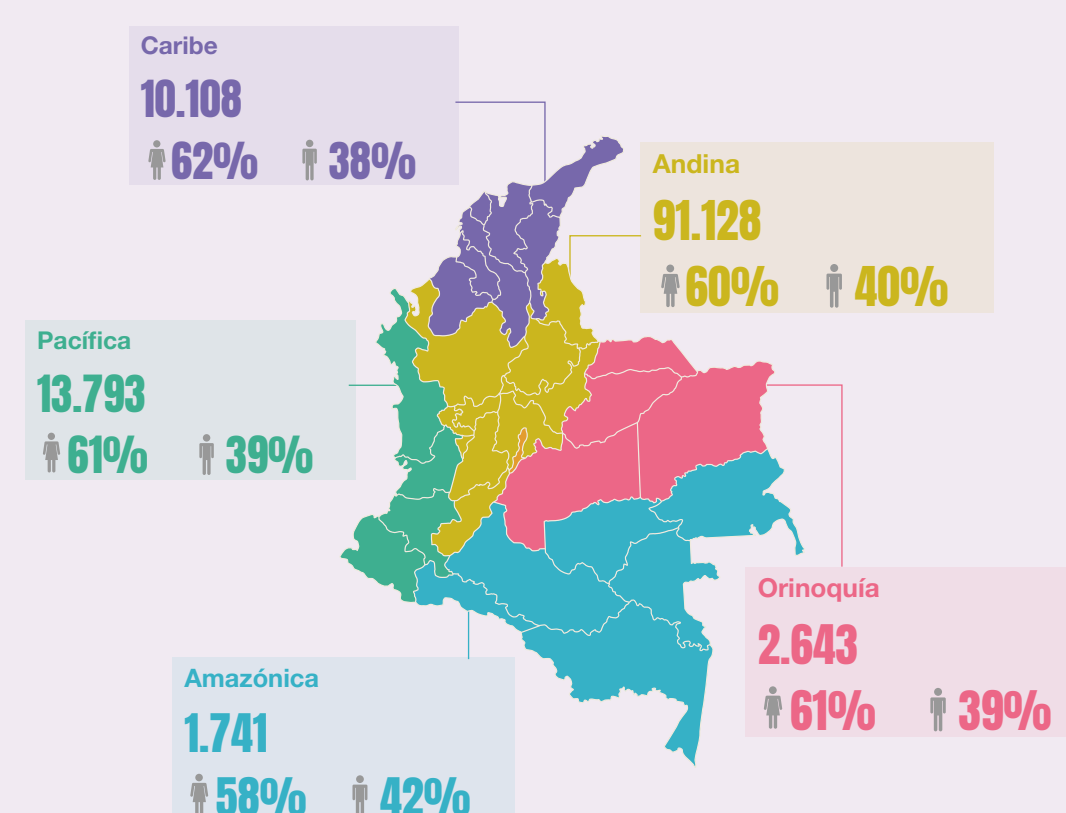 Caribe
10.108
62% 38%
Andina
91.128
60% 40%
Pacífica
13.793
61% 39%
Orinoquía
2.643
61% 39%
Amazónica
1.741
58% 42%